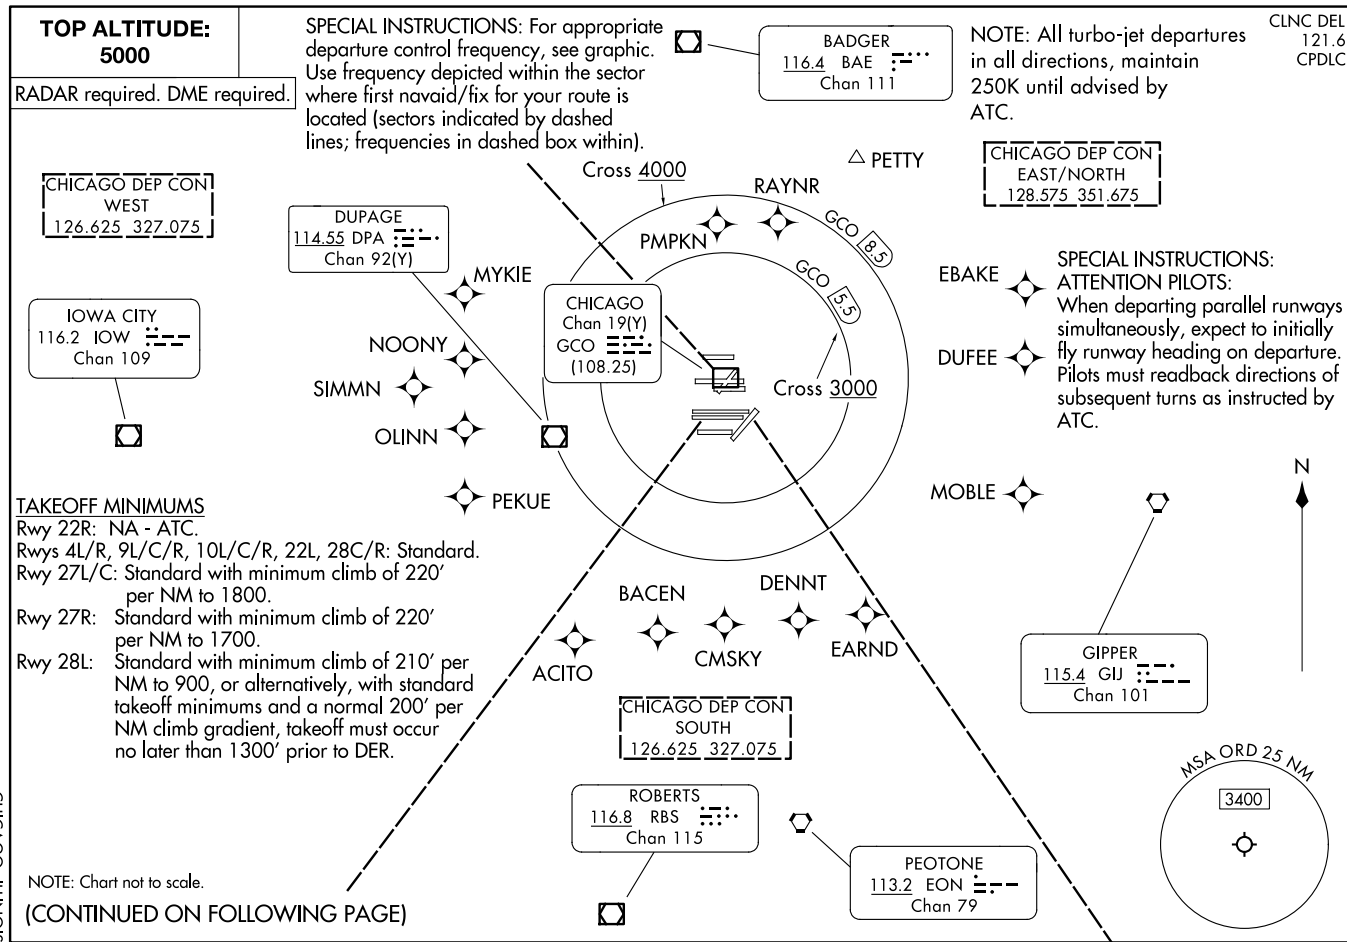 TOP ALTITUDE:
5000
RADAR required. DME required.
SPECIAL INSTRUCTIONS: For appropriate
departure control frequency, see graphic.
Use frequency depicted within the sector
where first navaid/fix for your route is
located (sectors indicated by dashed
lines; frequencies in dashed box within).
BADGER
116.4 BAE
Chan 111
NOTE: All turbo-jet departures
in all directions, maintain
250K until advised by
ATC.
CLNC DEL
121.6
CPDLC
CHICAGO DEP CON
WEST
126.625 327.075
Cross 4000
PETTY
CHICAGO DEP CON
EAST/NORTH
128.575 351.675
RAYNR
PMPKN
GCO 8.5
GCO 5.5
DUPAGE
114.55 DPA
Chan 92(Y)
MYKIE
CHICAGO
Chan 19(Y)
GCO
(108.25)
EBAKE
SPECIAL INSTRUCTIONS:
ATTENTION PILOTS:
When departing parallel runways
simultaneously, expect to initially
fly runway heading on departure.
Pilots must readback directions of
subsequent turns as instructed by
ATC.
IOWA CITY
116.2 IOW
Chan 109
NOONY
SIMMN
OLINN
PEKUE
DUFEE
Cross 3000
MOBLE
N
TAKEOFF MINIMUMS
Rwy 22R: NA - ATC.
Rwys 4L/R, 9L/C/R, 10L/C/R, 22L, 28C/R: Standard.
Rwy 27L/C: Standard with minimum climb of 220'
per NM to 1800.
Rwy 27R: Standard with minimum climb of 220'
per NM to 1700.
Rwy 28L: Standard with minimum climb of 210' per
NM to 900, or alternatively, with standard
takeoff minimums and a normal 200' per
NM climb gradient, takeoff must occur
no later than 1300' prior to DER.
BACEN
DENNT
ACITO
CMSKY
EARND
GIPPER
115.4 GIJ
Chan 101
CHICAGO DEP CON
SOUTH
126.625 327.075
MSA ORD 25 NM
3400
ROBERTS
116.8 RBS
Chan 115
PEOTONE
113.2 EON
Chan 79
NOTE: Chart not to scale.
(CONTINUED ON FOLLOWING PAGE)